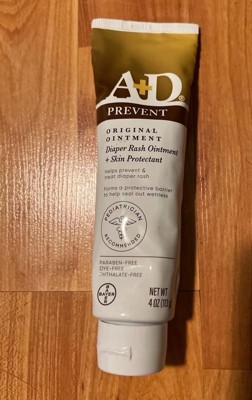 A+D®
PREVENT
ORIGINAL
OINTMENT
Diaper Rash Ointment
+ Skin Protectant
helps prevent &
treat diaper rash
forms a protective barrier
to help seal out wetness
PEDIATRICIAN
RECOMMENDED
PARABEN-FREE
DYE-FREE
PHTHALATE-FREE
BAYER
NET WT
4 OZ (113 g)